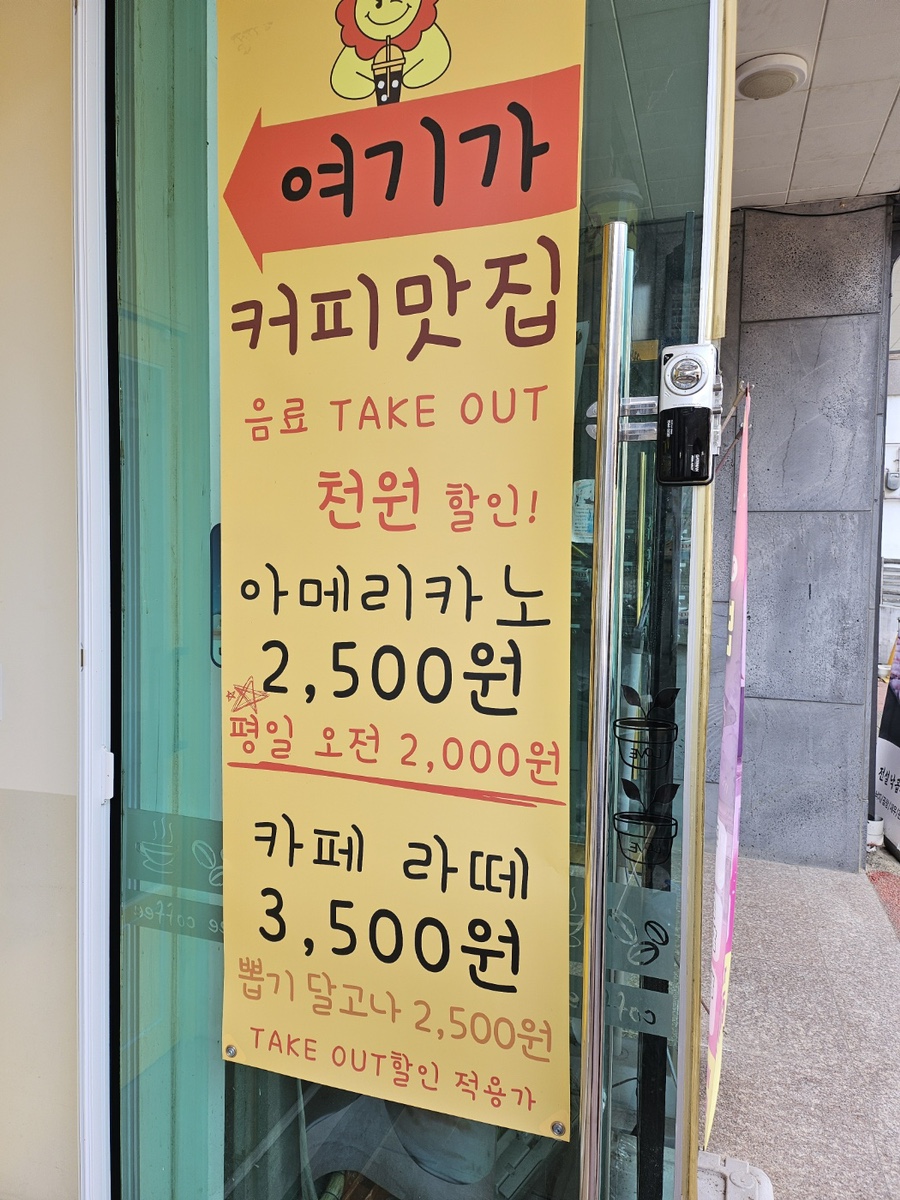 여기가
커피맛집
음료 TAKE OUT
천원 할인!
아메리카노
2,500원
평일 오전 2,000원
카페 라떼
3,500원
뽑기 달고나 2,500원
TAKE OUT할인 적용가